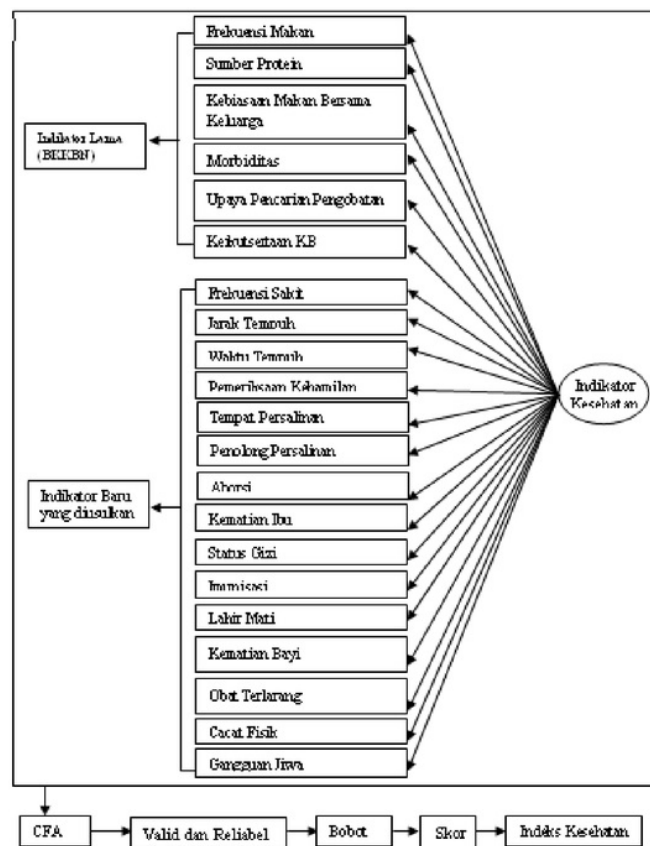 Frekuensi Makan
Sumber Protein
Kebiasaan Makan Bersama
Keluarga
Morbiditas
Upaya Pencarian Pengobatan
Keikutsertaan KB
Indikator Lama
(BKKBN)
Frekuensi Sakit
Jarak Tempuh
Waktu Tempuh
Pemeriksaan Kehamilan
Tempat Persalinan
Penolong Persalinan
Aborsi
Kematian Ibu
Status Gizi
Imunisasi
Lahir Mati
Kematian Bayi
Obat Terlarang
Cacat Fisik
Gangguan Jiwa
Indikator Baru
yang diusulkan
Indikator
Kesehatan
CFA
Valid dan Reliabel
Bobot
Skor
Indeks Kesehatan